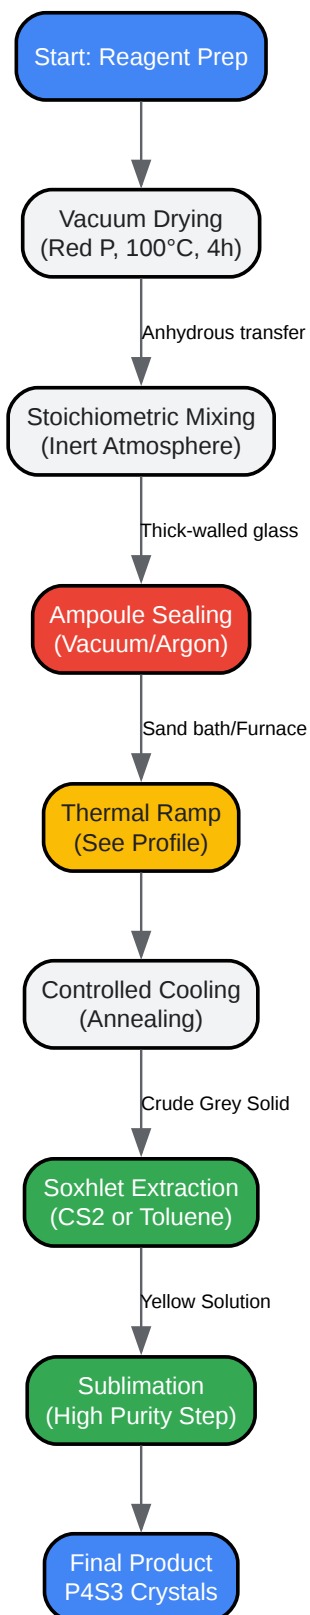 Start: Reagent Prep
Vacuum Drying
(Red P, 100°C, 4h)
Anhydrous transfer
Stoichiometric Mixing
(Inert Atmosphere)
Thick-walled glass
Ampoule Sealing
(Vacuum/Argon)
Sand bath/Furnace
Thermal Ramp
(See Profile)
Controlled Cooling
(Annealing)
Crude Grey Solid
Soxhlet Extraction
(CS2 or Toluene)
Yellow Solution
Sublimation
(High Purity Step)
Final Product
P4S3 Crystals